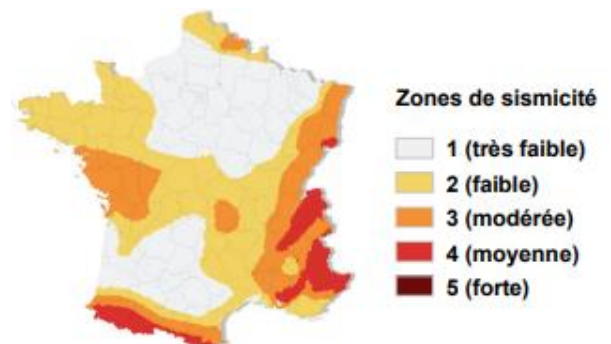 Zones de sismicité
1 (très faible)
2 (faible)
3 (modérée)
4 (moyenne)
5 (forte)